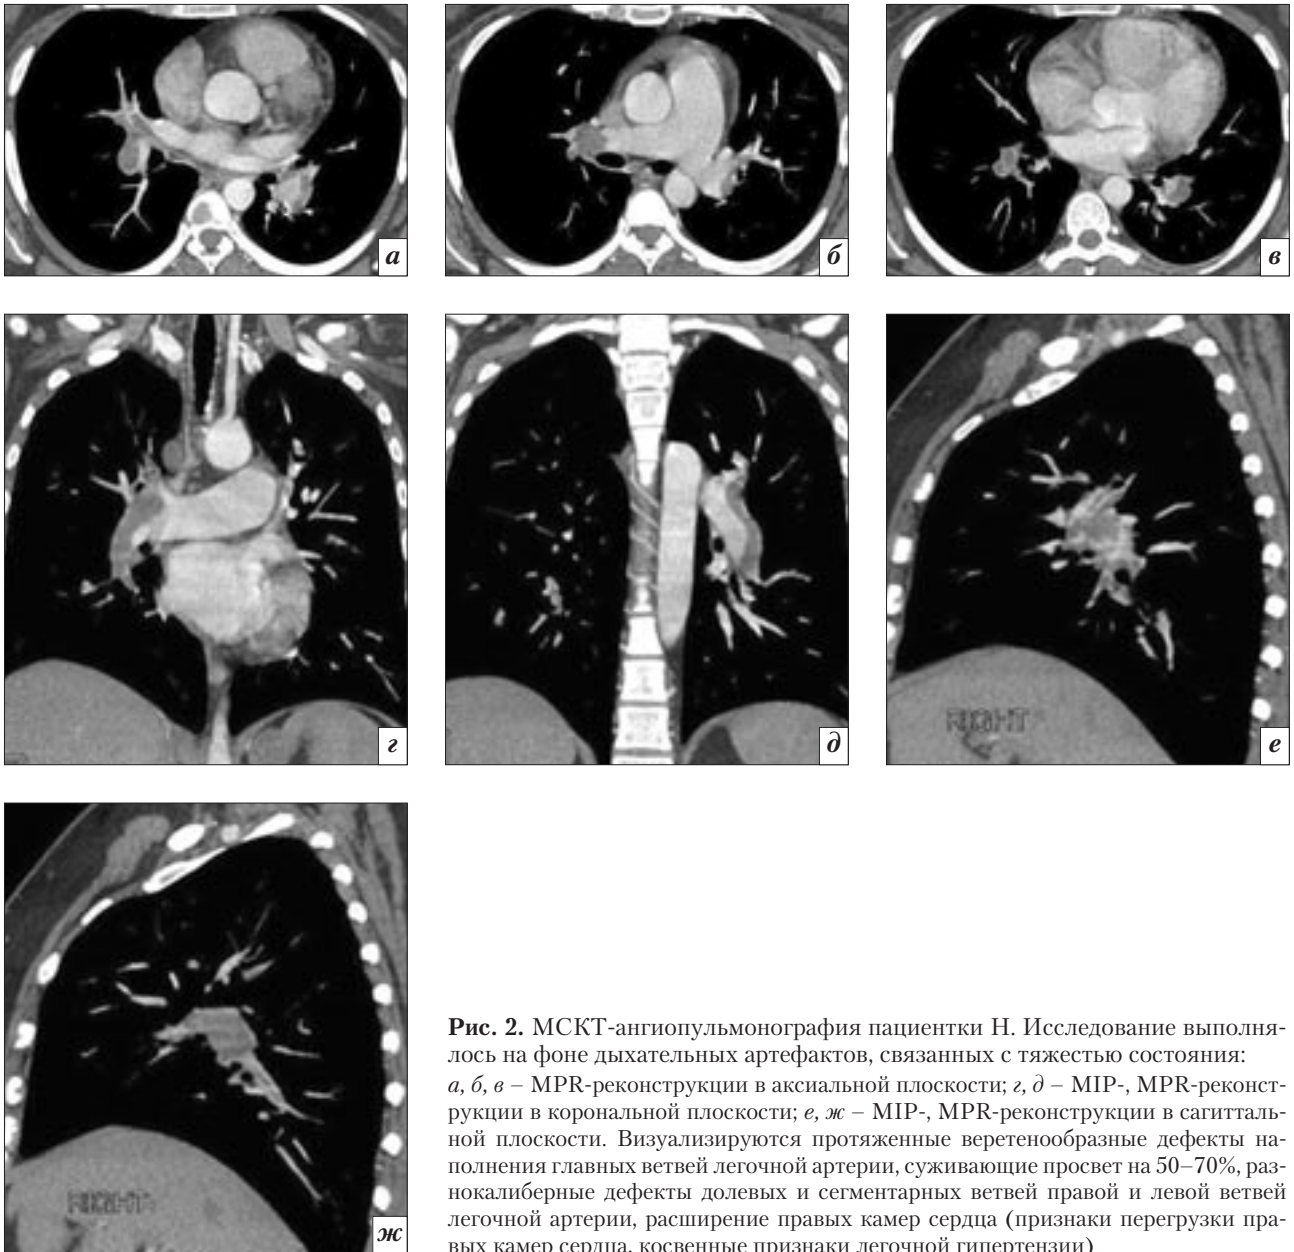 а
б
в
г
д
е
RIGHT
ж
RIGHT
Рис. 2. МСКТ-ангиопульмонография пациентки Н. Исследование выполня-
лось на фоне дыхательных артефактов, связанных с тяжестью состояния:
а, б, в – MPR-реконструкции в аксиальной плоскости; г, д – MIP-, MPR-реконст-
рукции в корональной плоскости; е, ж – MIP-, MPR-реконструкции в сагитталь-
ной плоскости. Визуализируются протяженные веретенообразные дефекты на-
полнения главных ветвей легочной артерии, суживающие просвет на 50–70%, раз-
нокалиберные дефекты долевых и сегментарных ветвей правой и левой ветвей
легочной артерии, расширение правых камер сердца (признаки перегрузки пра-
вых камер сердца, косвенные признаки легочной гипертензии)